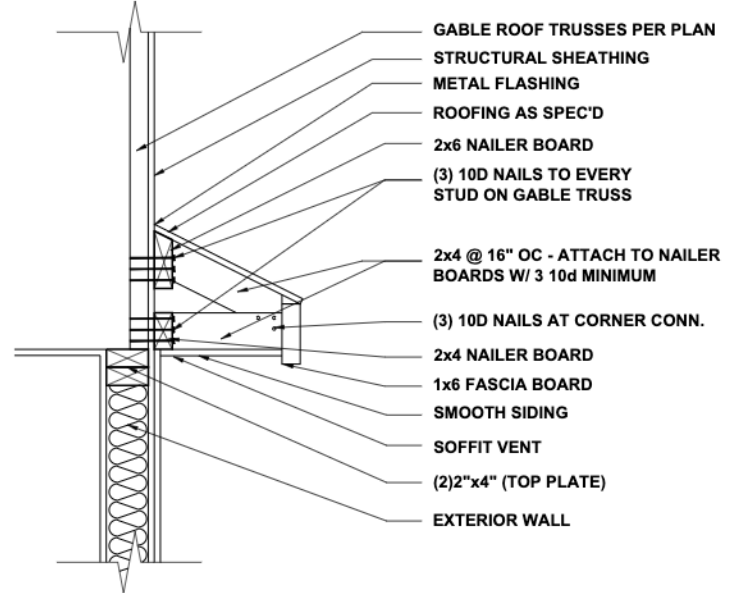 GABLE ROOF TRUSSES PER PLAN
STRUCTURAL SHEATHING
METAL FLASHING
ROOFING AS SPEC'D
2x6 NAILER BOARD
(3) 10D NAILS TO EVERY
STUD ON GABLE TRUSS
2x4 @ 16" OC - ATTACH TO NAILER
BOARDS W/ 3 10d MINIMUM
(3) 10D NAILS AT CORNER CONN.
2x4 NAILER BOARD
1x6 FASCIA BOARD
SMOOTH SIDING
SOFFIT VENT
(2)2"x4" (TOP PLATE)
EXTERIOR WALL